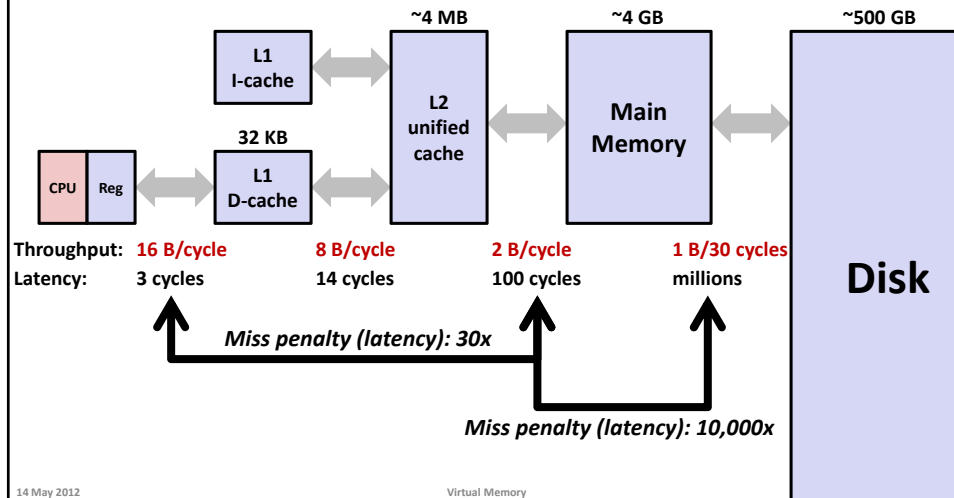 ~4 MB
~4 GB
~500 GB
L1
I-cache
L2
unified
cache
Main
Memory
32 KB
L1
D-cache
CPU
Reg
Throughput: 16 B/cycle 8 B/cycle 2 B/cycle 1 B/30 cycles
Latency: 3 cycles 14 cycles 100 cycles millions
Disk
Miss penalty (latency): 30x
Miss penalty (latency): 10,000x
14 May 2012
Virtual Memory